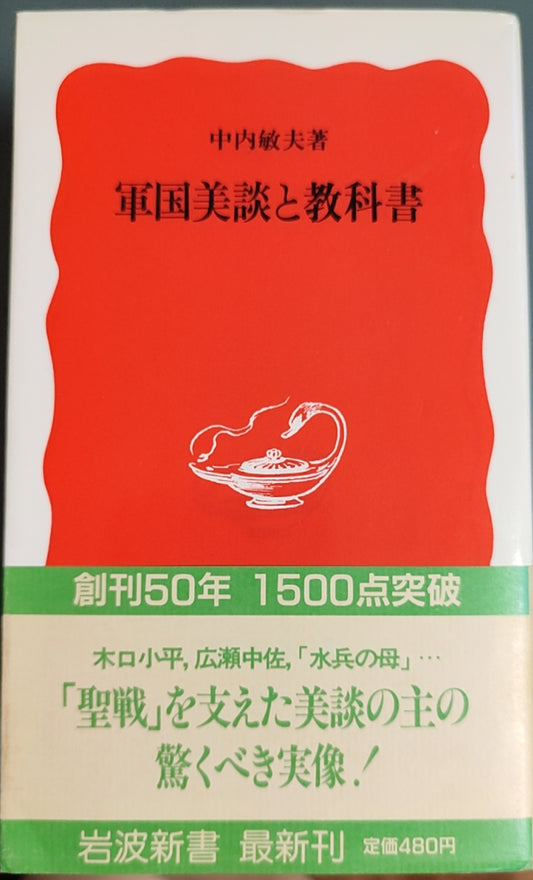 中内敏夫著
軍国美談と教科書
創刊50年 1500点突破
木口小平, 広瀬中佐, 「水兵の母」…
「聖戦」を支えた美談の主の
驚くべき実像!
岩波新書 最新刊 定価480円